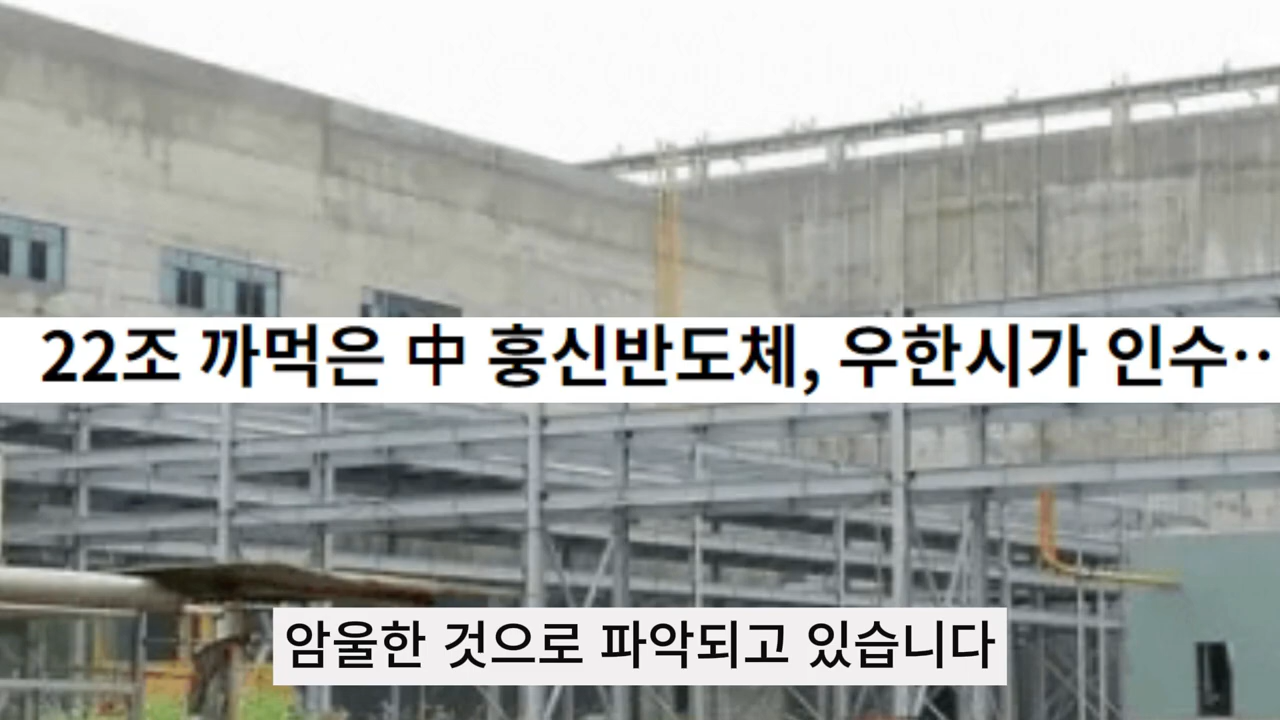 22조 까먹은 中 훙신반도체, 우한시가 인수··
암울한 것으로 파악되고 있습니다